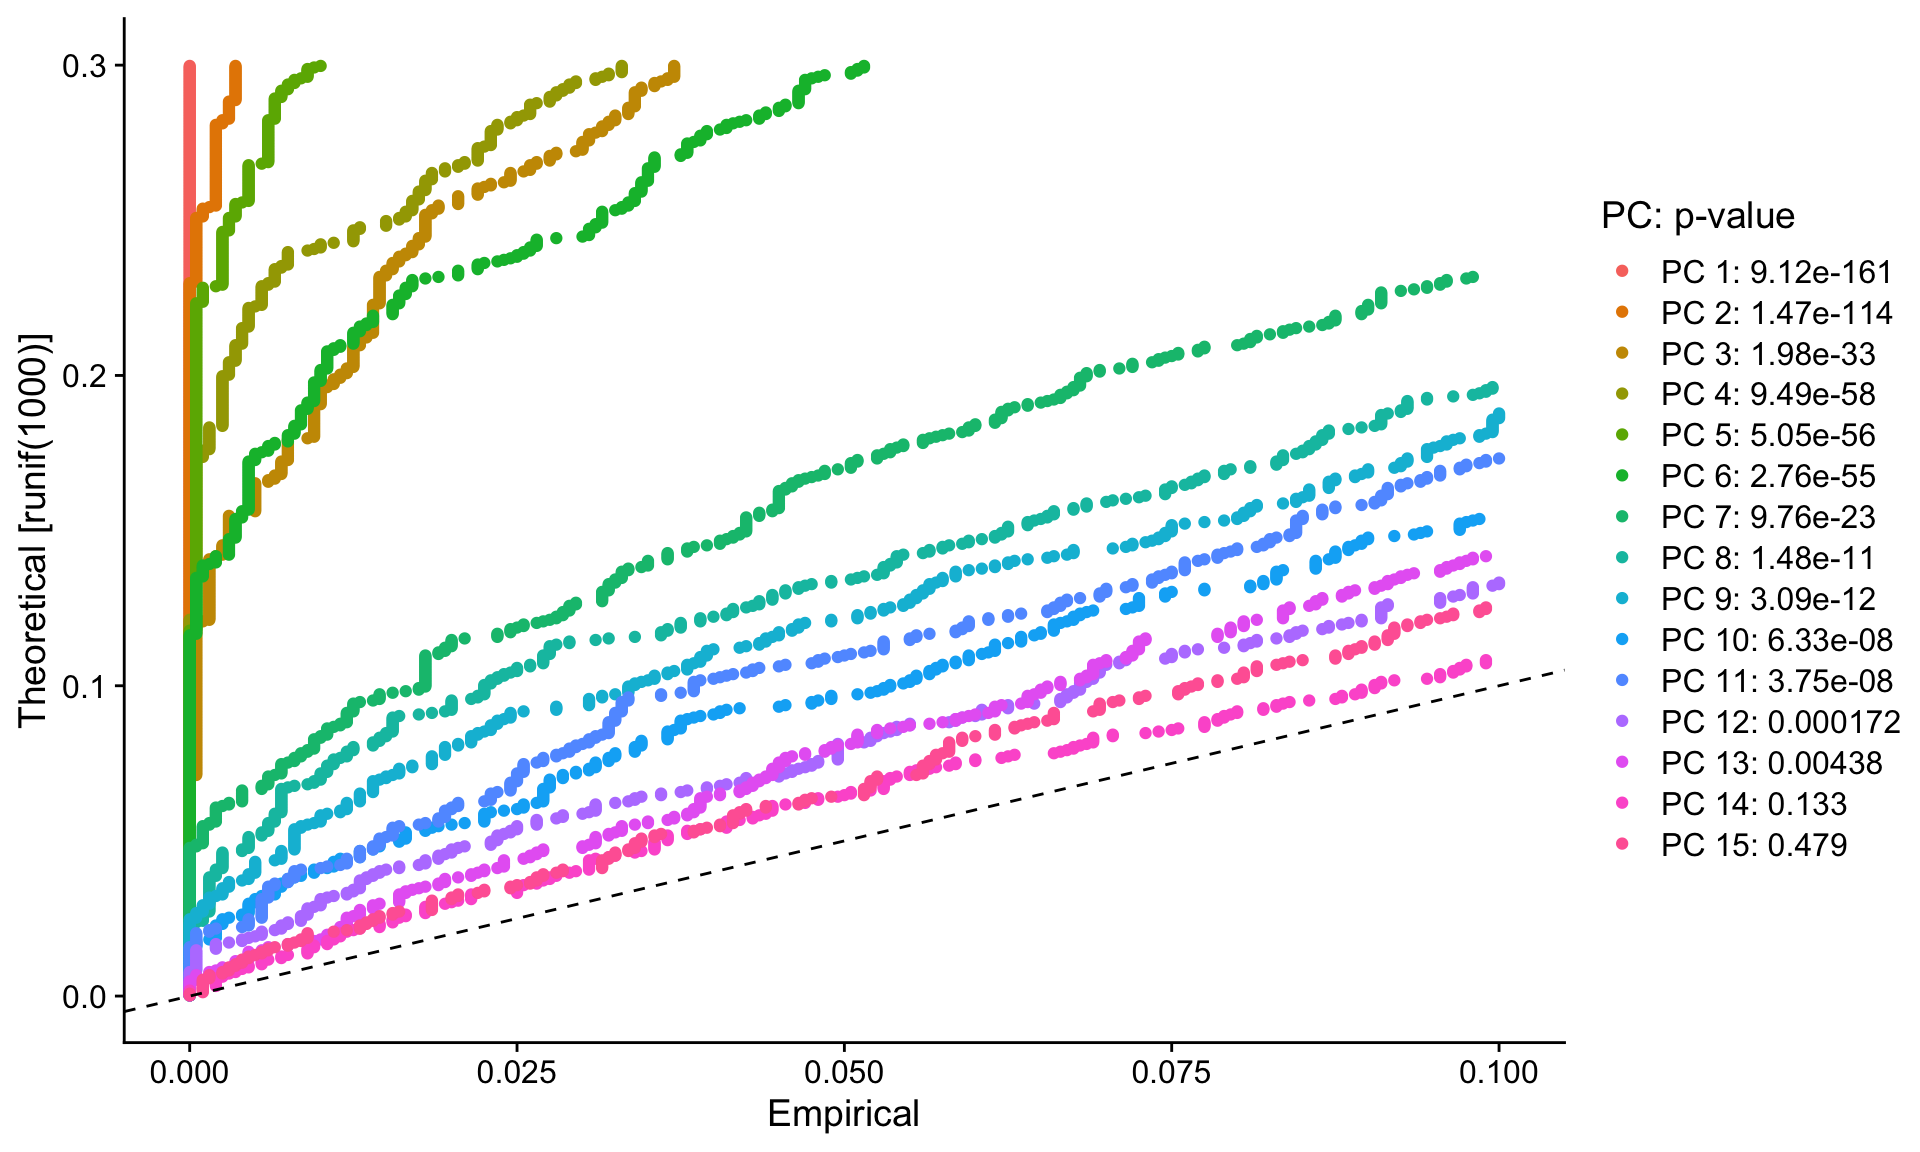 0.3
0.2
0.1
0.0
Theoretical [runif(1000)]
0.000
0.025
0.050
0.075
0.100
Empirical
PC: p-value
PC 1: 9.12e-161
PC 2: 1.47e-114
PC 3: 1.98e-33
PC 4: 9.49e-58
PC 5: 5.05e-56
PC 6: 2.76e-55
PC 7: 9.76e-23
PC 8: 1.48e-11
PC 9: 3.09e-12
PC 10: 6.33e-08
PC 11: 3.75e-08
PC 12: 0.000172
PC 13: 0.00438
PC 14: 0.133
PC 15: 0.479